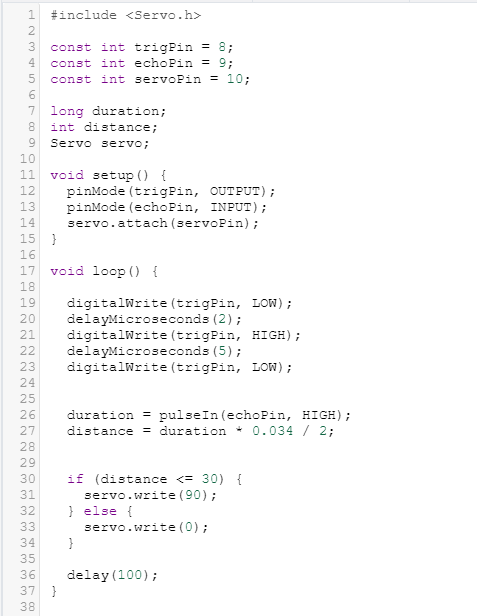 1 #include <Servo.h>
2
3 const int trigPin = 8;
4 const int echoPin = 9;
5 const int servoPin = 10;
6
7 long duration;
8 int distance;
9 Servo servo;
10
11 void setup() {
12   pinMode(trigPin, OUTPUT);
13   pinMode(echoPin, INPUT);
14   servo.attach(servoPin);
15 }
16
17 void loop() {
18
19   digitalWrite(trigPin, LOW);
20   delayMicroseconds(2);
21   digitalWrite(trigPin, HIGH);
22   delayMicroseconds(5);
23   digitalWrite(trigPin, LOW);
24
25
26   duration = pulseIn(echoPin, HIGH);
27   distance = duration * 0.034 / 2;
28
29
30   if (distance <= 30) {
31     servo.write(90);
32   } else {
33     servo.write(0);
34   }
35
36   delay(100);
37 }
38